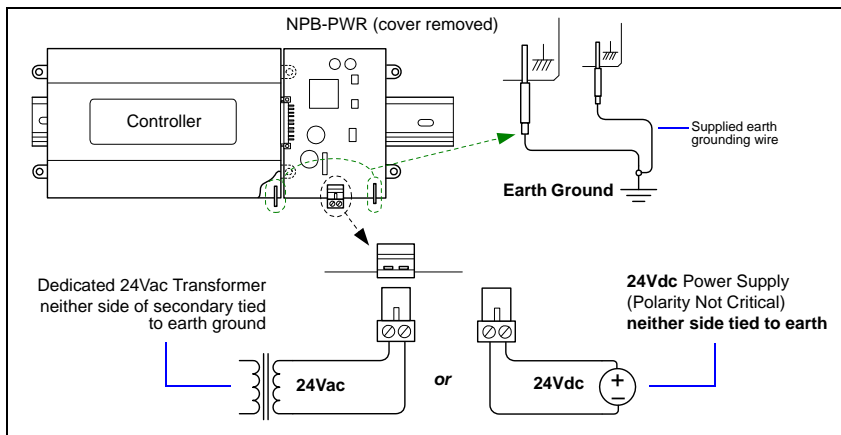 NPB-PWR (cover removed)
Controller
Supplied earth
grounding wire
Earth Ground
Dedicated 24Vac Transformer
neither side of secondary tied
to earth ground
24Vdc Power Supply
(Polarity Not Critical)
neither side tied to earth
24Vac
or
24Vdc
+
−